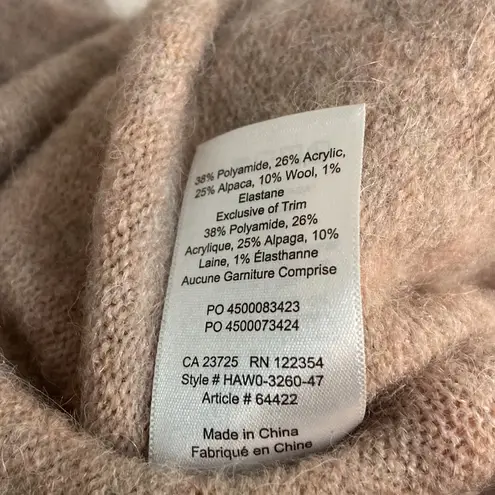 38% Polyamide, 26% Acrylic,
25% Alpaca, 10% Wool, 1%
Elastane
Exclusive of Trim
38% Polyamide, 26%
Acrylique, 25% Alpaga, 10%
Laine, 1% Élasthanne
Aucune Garniture Comprise
PO 4500083423
PO 4500073424
CA 23725 RN 122354
Style # HAW0-3260-47
Article # 64422
Made in China
Fabriqué en Chine